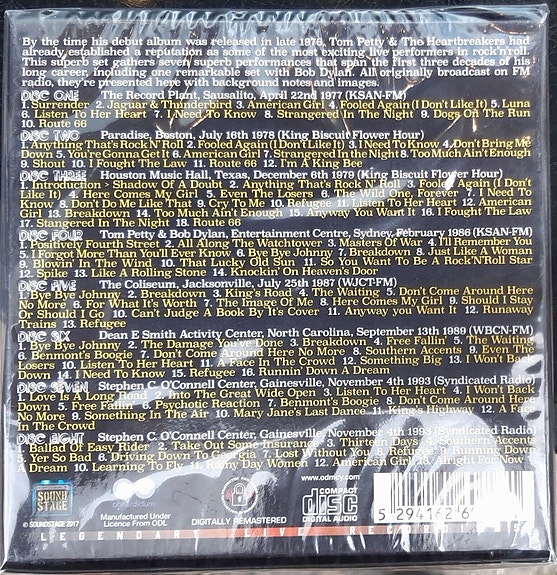 By the time his debut album was released in late 1976, Tom Petty & The Heartbreakers had
already established a reputation as some of the most exciting live performers in rock'n'roll.
This superb set gathers seven superb performances that span the first three decades of his
long career, including one remarkable set with Bob Dylan. All originally broadcast on FM
radio, they're presented here with background notes and images.
DISC ONE The Record Plant, Sausalito, April 22nd 1977 (KSAN-FM)
1. Surrender 2. Jaguar & Thunderbird 3. American Girl 4. Fooled Again (I Don't Like It) 5. Luna
6. Listen To Her Heart 7. I Need To Know 8. Strangered In The Night 9. Dogs On The Run
10. Route 66
DISC TWO Paradise, Boston, July 16th 1978 (King Biscuit Flower Hour)
1. Anything That's Rock N' Roll 2. Fooled Again (I Don't Like It) 3. I Need To Know 4. Don't Bring Me
Down 5. You're Gonna Get It 6. American Girl 7. Strangered In The Night 8. Too Much Ain't Enough
9. Shout 10. I Fought The Law 11. Route 66 12. I'm A King Bee
DISC THREE Houston Music Hall, Texas, December 6th 1979 (King Biscuit Flower Hour)
1. Introduction > Shadow Of A Doubt 2. Anything That's Rock N' Roll 3. Fooled Again (I Don't
Like It) 4. Here Comes My Girl 5. Even The Losers 6. The Wild One, Forever 7. I Need To
Know 8. Don't Do Me Like That 9. Cry To Me 10. Refugee 11. Listen To Her Heart 12. American
Girl 13. Breakdown 14. Too Much Ain't Enough 15. Anyway You Want It 16. I Fought The Law
17. Strangered In The Night 18. Route 66
DISC FOUR Tom Petty & Bob Dylan, Entertainment Centre, Sydney, February 1986 (KSAN-FM)
1. Positively Fourth Street 2. All Along The Watchtower 3. Masters Of War 4. I'll Remember You
5. I Forgot More Than You'll Ever Know 6. Bye Bye Johnny 7. Breakdown 8. Just Like A Woman
9. Blowin' In The Wind 10. That Lucky Old Sun 11. So You Want To Be A Rock'N'Roll Star
12. Spike 13. Like A Rolling Stone 14. Knockin' On Heaven's Door
DISC FIVE The Coliseum, Jacksonville, July 25th 1987 (WJCT-FM)
1. Bye Bye Johnny 2. Breakdown 3. King's Road 4. The Waiting 5. Don't Come Around Here
No More 6. For What It's Worth 7. The Image Of Me 8. Here Comes My Girl 9. Should I Stay
Or Should I Go 10. Can't Judge A Book By It's Cover 11. Anyway you Want It 12. Runaway
Trains 13. Refugee
DISC SIX Dean E Smith Activity Center, North Carolina, September 13th 1989 (WBCN-FM)
1. Bye Bye Johnny 2. The Damage You've Done 3. Breakdown 4. Free Fallin' 5. The Waiting
6. Benmont's Boogie 7. Don't Come Around Here No More 8. Southern Accents 9. Even The
Losers 10. Listen To Her Heart 11. A Face In The Crowd 12. Something Big 13. I Won't Back
Down 14. I Need To Know 15. Refugee 16. Runnin' Down A Dream
DISC SEVEN Stephen C. O'Connell Center, Gainesville, November 4th 1993 (Syndicated Radio)
1. Love Is A Long Road 2. Into The Great Wide Open 3. Listen To Her Heart 4. I Won't Back
Down 5. Free Fallin' 6. Psychotic Reaction 7. Benmont's Boogie 8. Don't Come Around Here
No More 9. Something In The Air 10. Mary Jane's Last Dance 11. King's Highway 12. A Face
In The Crowd
DISC EIGHT Stephen C. O'Connell Center, Gainesville, November 4th 1993 (Syndicated Radio)
1. Ballad Of Easy Rider 2. Take Out Some Insurance 3. Thirteen Days 4. Southern Accents
5. Yer So Bad 6. Driving Down To Georgia 7. Lost Without You 8. Refugee 9. Running Down
A Dream 10. Learning To Fly 11. Rainy Day Women 12. American Girl 13. Alright For Now
SOUND
STAGE
© SOUNDSTAGE 2017
Manufactured Under
Licence From ODL
DIGITALLY REMASTERED
www.odmcy.com
COMPACT
disc
DIGITAL AUDIO
5 294162 6